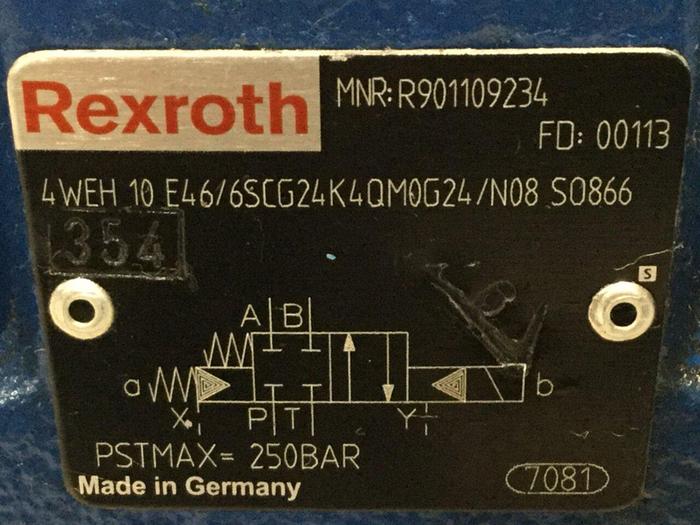 Rexroth
MNR: R901109234
FD: 00113
4WEH 10 E46/6SCG24K4QM0G24/N08 SO866
354
S
A B
a
b
X
P T
Y
PSTMAX= 250BAR
Made in Germany
7081